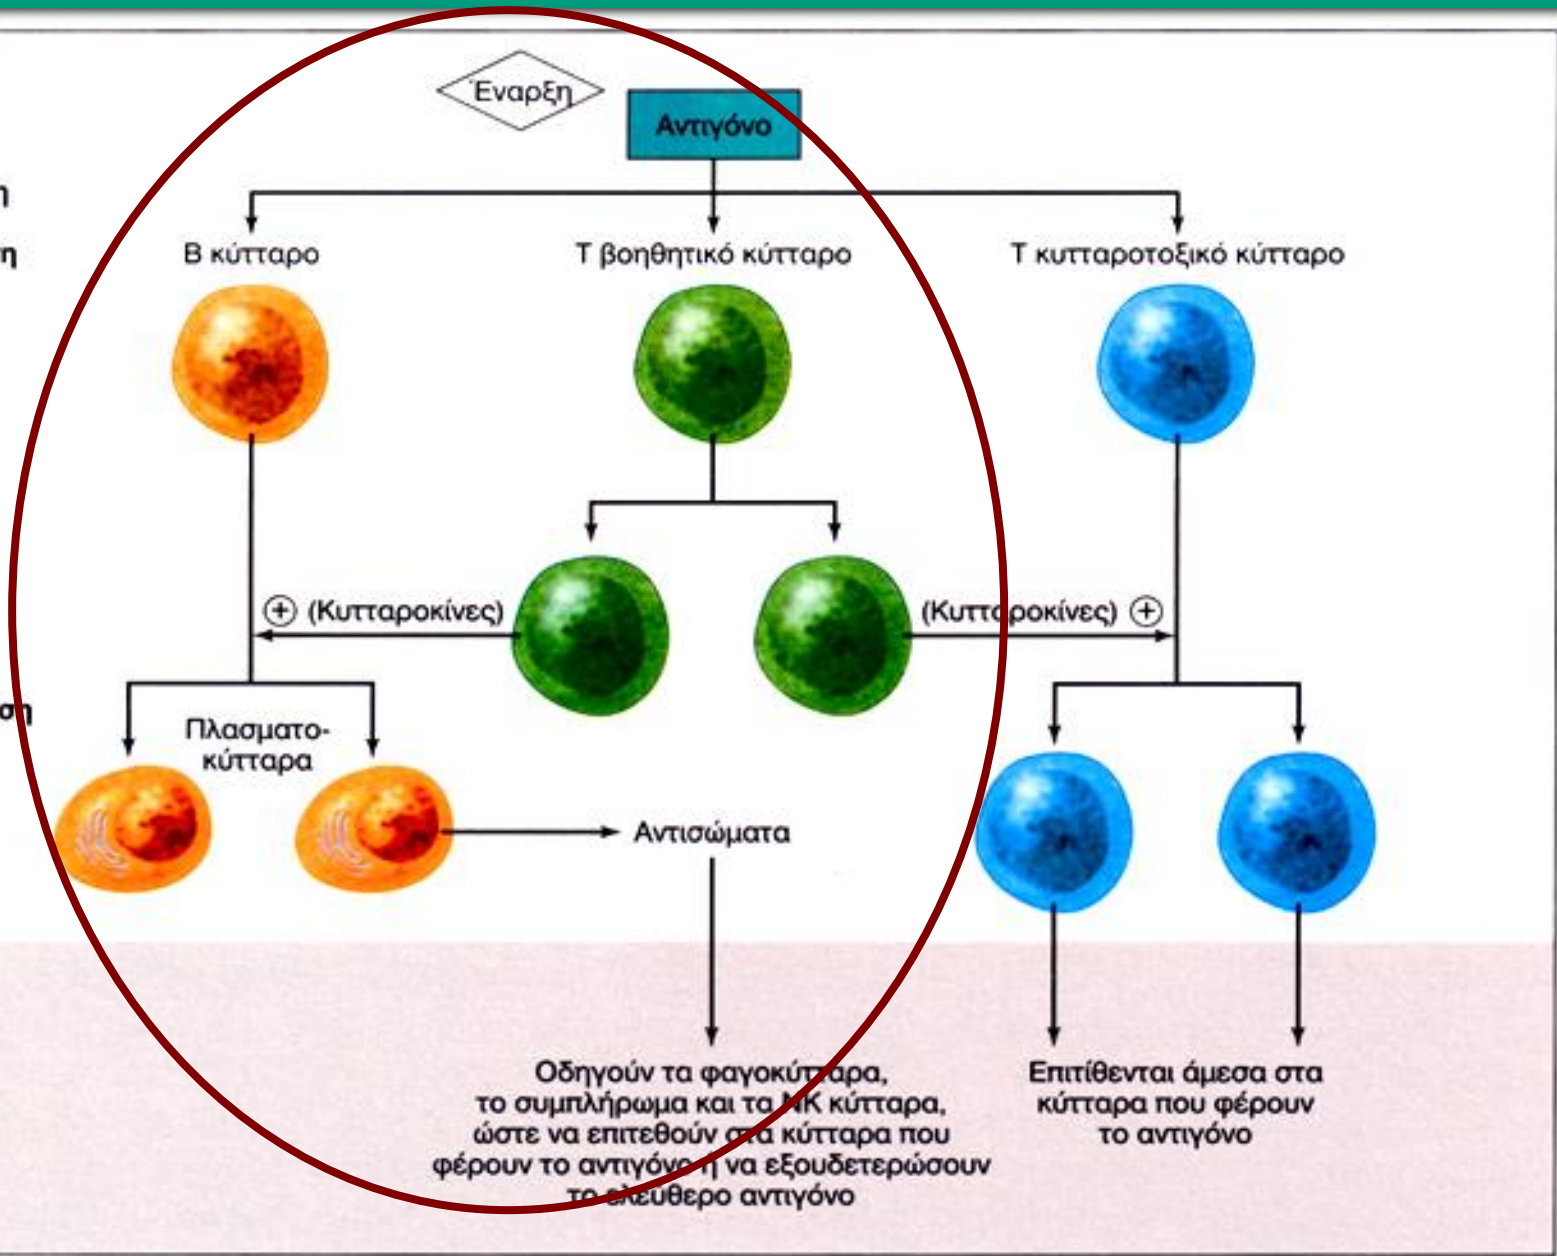 Έναρξη
Αντιγόνο
Β κύτταρο
Τ βοηθητικό κύτταρο
Τ κυτταροτοξικό κύτταρο
+ (Κυτταροκίνες)
(Κυτταροκίνες) +
Πλασματο-
κύτταρα
Αντισώματα
Οδηγούν τα φαγοκύτταρα,
το συμπλήρωμα και τα ΝΚ κύτταρα,
ώστε να επιτεθούν στα κύτταρα που
φέρουν το αντιγόνο ή να εξουδετερώσουν
το ελεύθερο αντιγόνο
Επιτίθενται άμεσα στα
κύτταρα που φέρουν
το αντιγόνο